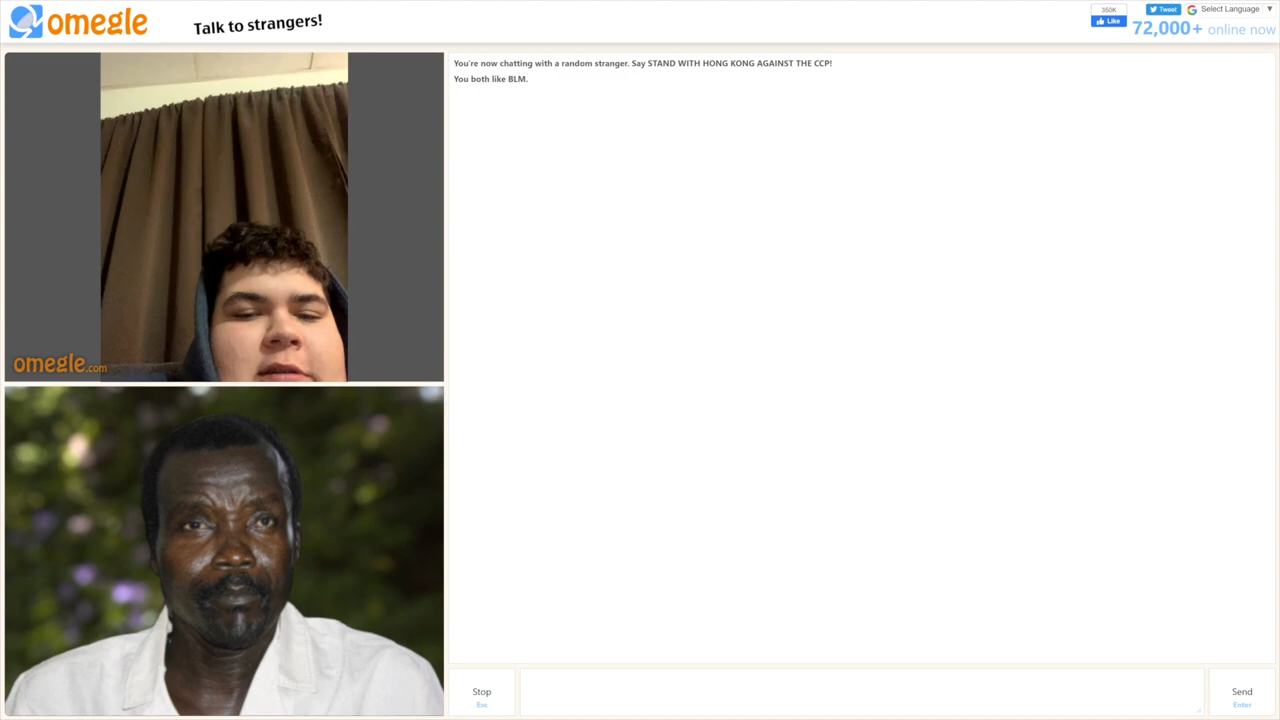 omegle
Talk to strangers!
350K
Like
Tweet
Select Language ▼
72,000+ online now
You're now chatting with a random stranger. Say STAND WITH HONG KONG AGAINST THE CCP!
You both like BLM.
omegle.com
Stop
Esc
Send
Enter